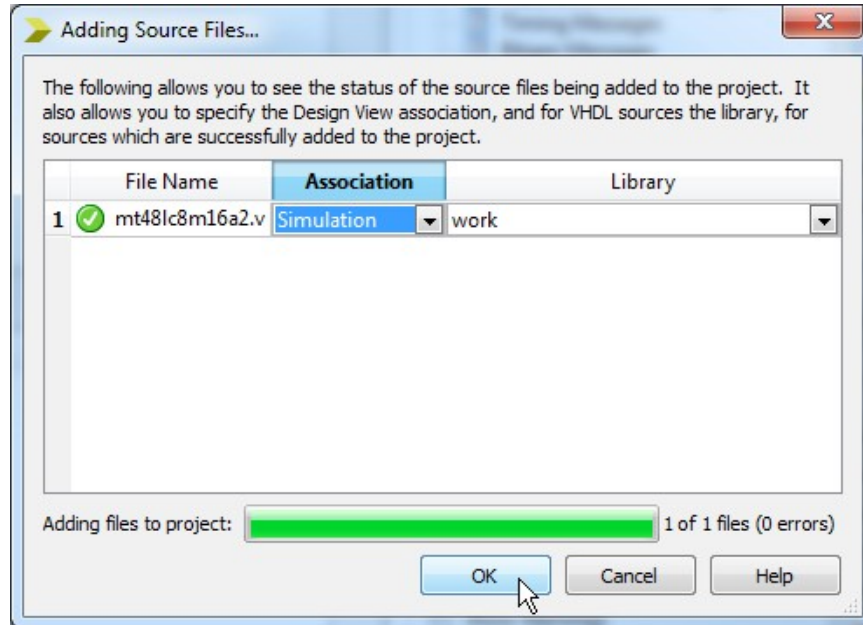 Adding Source Files...
The following allows you to see the status of the source files being added to the project. It
also allows you to specify the Design View association, and for VHDL sources the library, for
sources which are successfully added to the project.
File Name Association Library
1 mt48lc8m16a2.v Simulation work
Adding files to project: 1 of 1 files (0 errors)
OK Cancel Help